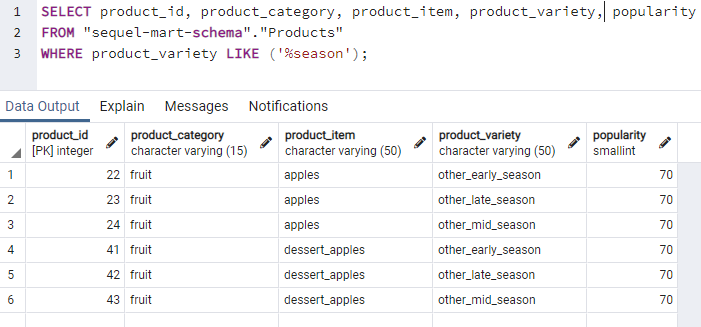 1 SELECT product_id, product_category, product_item, product_variety, popularity
2 FROM "sequel-mart-schema"."Products"
3 WHERE product_variety LIKE ('%season');
Data Output Explain Messages Notifications
product_id product_category product_item product_variety popularity
[PK] integer character varying (15) character varying (50) character varying (50) smallint
1 22 fruit apples other_early_season 70
2 23 fruit apples other_late_season 70
3 24 fruit apples other_mid_season 70
4 41 fruit dessert_apples other_early_season 70
5 42 fruit dessert_apples other_late_season 70
6 43 fruit dessert_apples other_mid_season 70